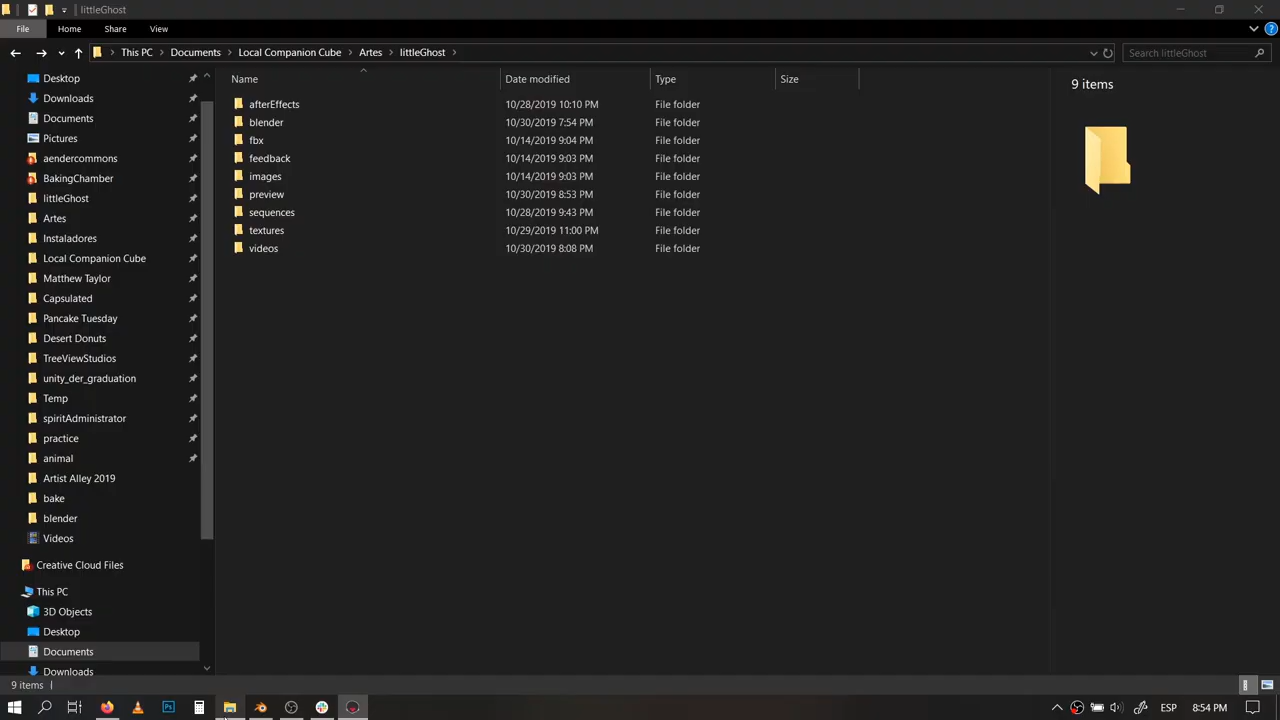 littleGhost
File
Home
Share
View
This PC
Documents
Local Companion Cube
Artes
littleGhost
Search littleGhost
Desktop
Downloads
Documents
Pictures
aendercommons
BakingChamber
littleGhost
Artes
Instaladores
Local Companion Cube
Matthew Taylor
Capsulated
Pancake Tuesday
Desert Donuts
TreeViewStudios
unity_der_graduation
Temp
spiritAdministrator
practice
animal
Artist Alley 2019
bake
blender
Videos
Creative Cloud Files
This PC
3D Objects
Desktop
Documents
Downloads
Name Date modified Type Size
afterEffects 10/28/2019 10:10 PM File folder
blender 10/30/2019 7:54 PM File folder
fbx 10/14/2019 9:04 PM File folder
feedback 10/14/2019 9:03 PM File folder
images 10/14/2019 9:03 PM File folder
preview 10/30/2019 8:53 PM File folder
sequences 10/28/2019 9:43 PM File folder
textures 10/29/2019 11:00 PM File folder
videos 10/30/2019 8:08 PM File folder
9 items
9 items
Ps
ESP
8:54 PM